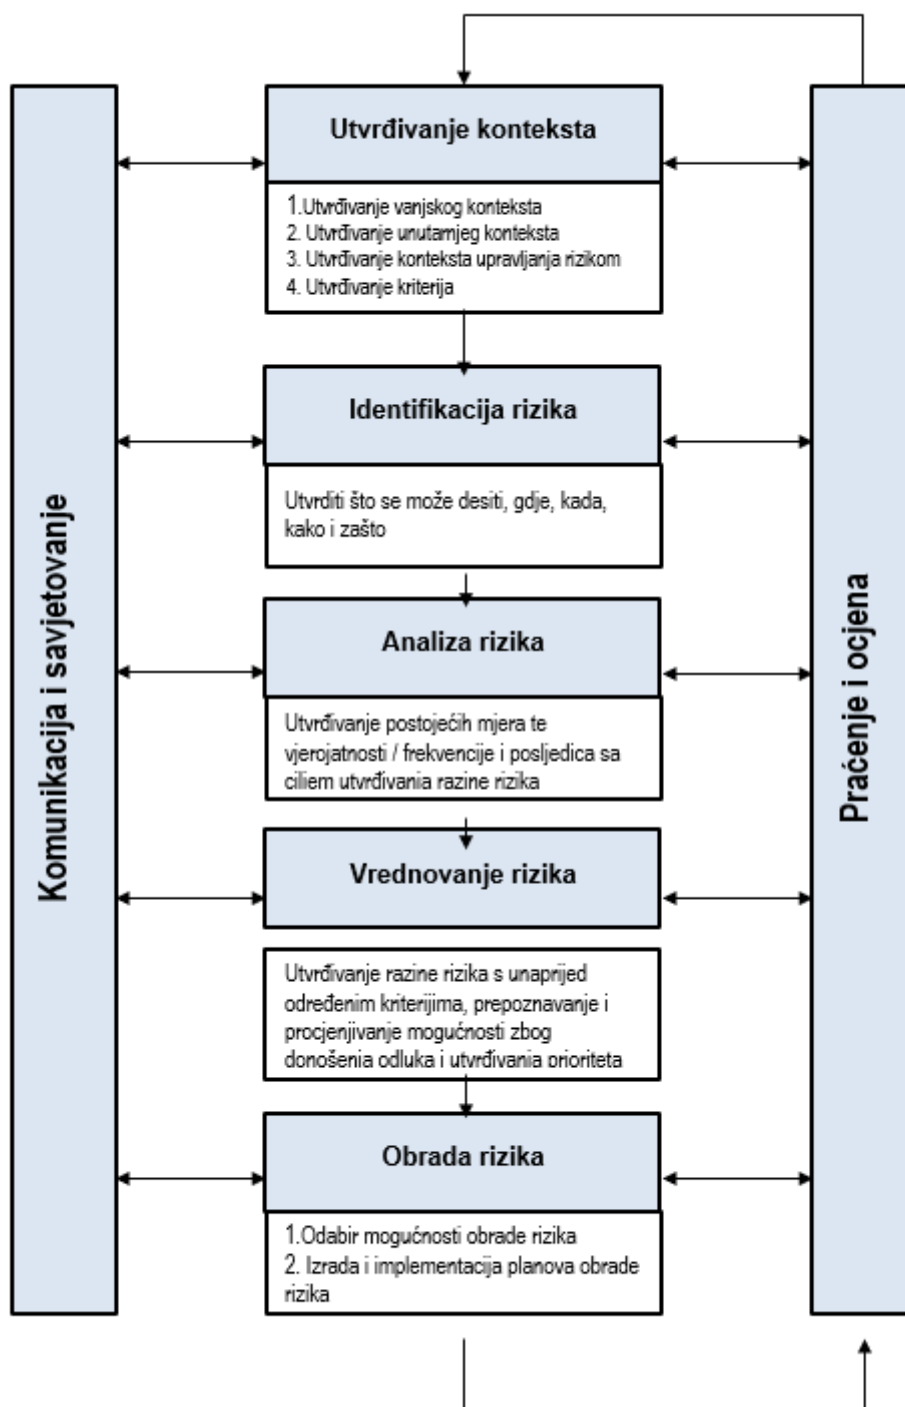 Utvrđivanje konteksta
1.Utvrđivanje vanjskog konteksta
2. Utvrđivanje unutarnjeg konteksta
3. Utvrđivanje konteksta upravljanja rizikom
4. Utvrđivanje kriterija
Identifikacija rizika
Utvrditi što se može desiti, gdje, kada,
kako i zašto
Analiza rizika
Utvrđivanje postojećih mjera te
vjerojatnosti / frekvencije i posljedica sa
ciljem utvrđivanja razine rizika
Vrednovanje rizika
Utvrđivanje razine rizika s unaprijed
određenim kriterijima, prepoznavanje i
procjenjivanje mogućnosti zbog
donošenja odluka i utvrđivanja prioriteta
Obrada rizika
1.Odabir mogućnosti obrade rizika
2. Izrada i implementacija planova obrade
rizika
Komunikacija i savjetovanje
Praćenje i ocjena